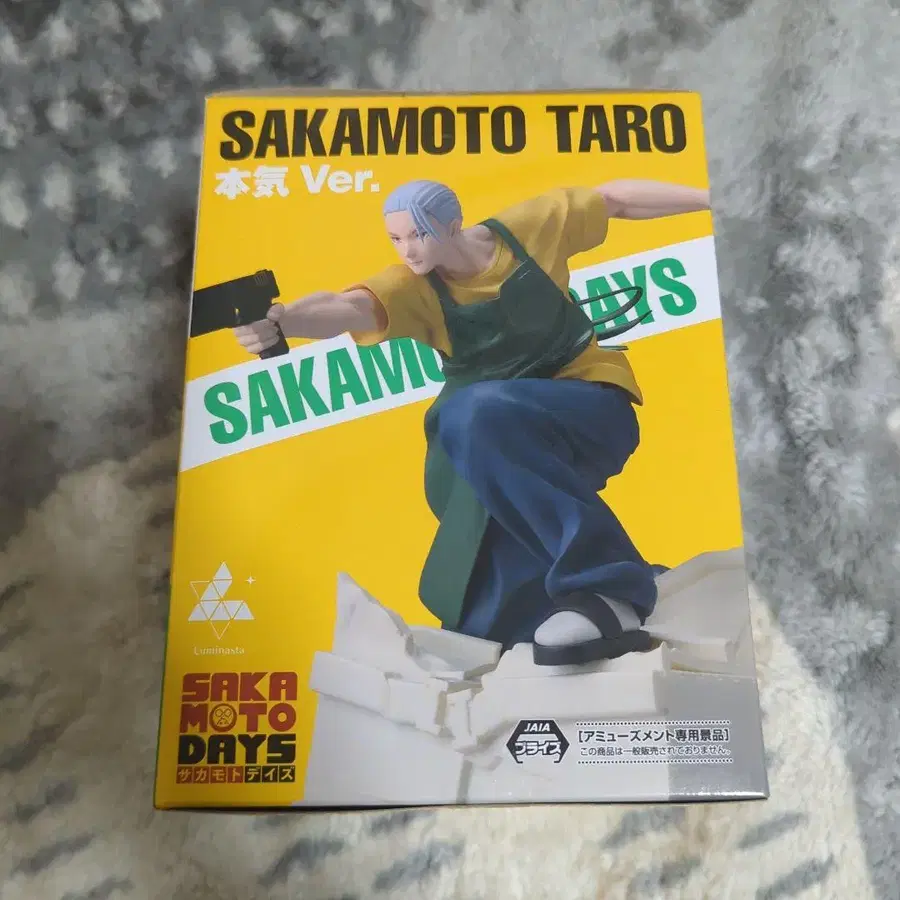 SAKAMOTO TARO
本気 Ver.
SAKAMO DAYS
Luminasta
SAKA
MOTO
DAYS
サカモトデイズ
JAIA
プライズ
【アミューズメント専用景品】
この商品は一般販売されておりません。